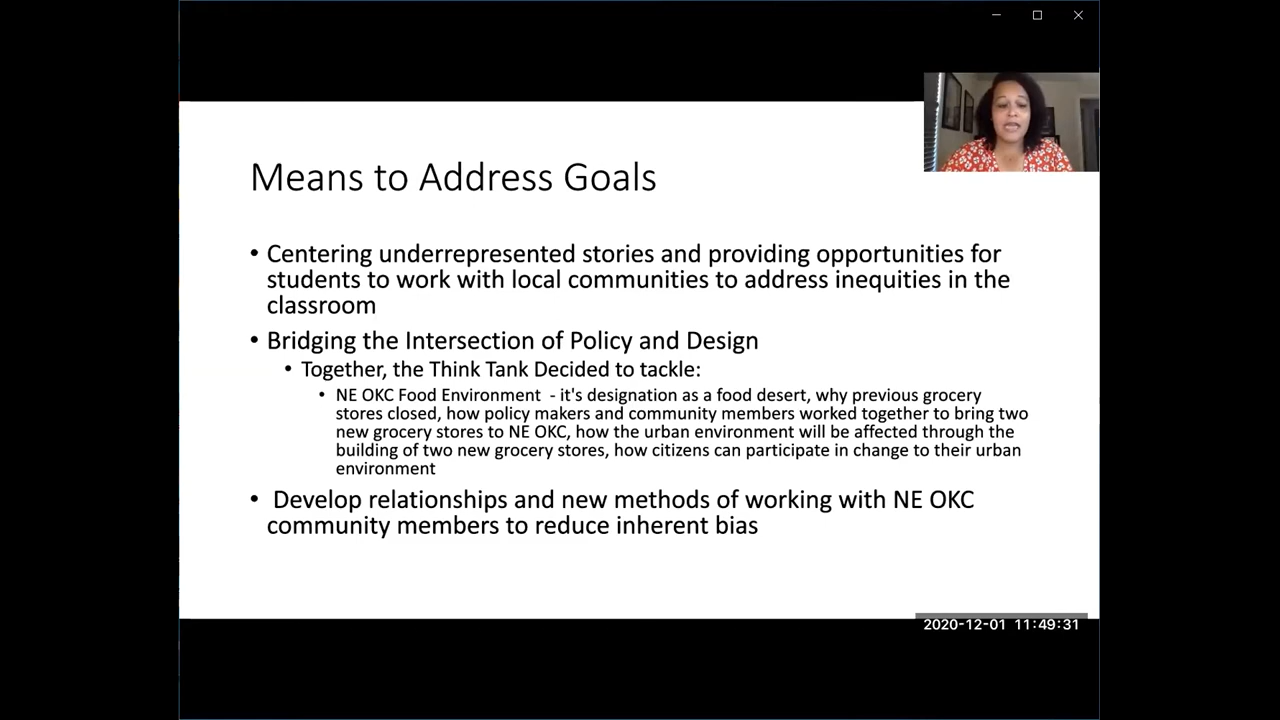 Means to Address Goals
• Centering underrepresented stories and providing opportunities for
students to work with local communities to address inequities in the
classroom
• Bridging the Intersection of Policy and Design
• Together, the Think Tank Decided to tackle:
• NE OKC Food Environment - it's designation as a food desert, why previous grocery
stores closed, how policy makers and community members worked together to bring two
new grocery stores to NE OKC, how the urban environment will be affected through the
building of two new grocery stores, how citizens can participate in change to their urban
environment
• Develop relationships and new methods of working with NE OKC
community members to reduce inherent bias
2020-12-01 11:49:31